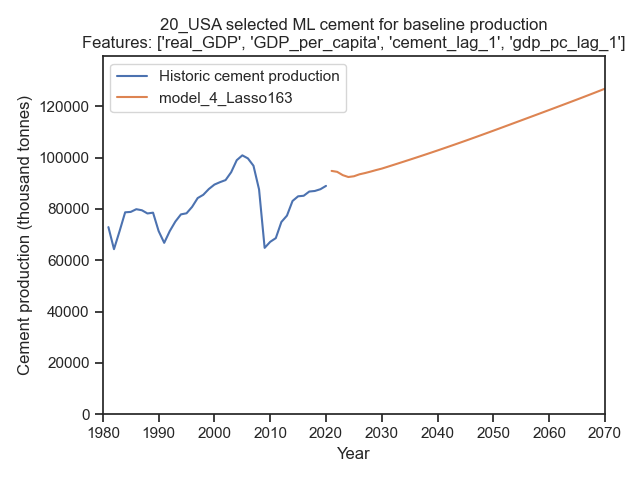 20_USA selected ML cement for baseline production
Features: ['real_GDP', 'GDP_per_capita', 'cement_lag_1', 'gdp_pc_lag_1']
Historic cement production
model_4_Lasso163
Cement production (thousand tonnes)
120000
100000
80000
60000
40000
20000
0
1980 1990 2000 2010 2020 2030 2040 2050 2060 2070
Year